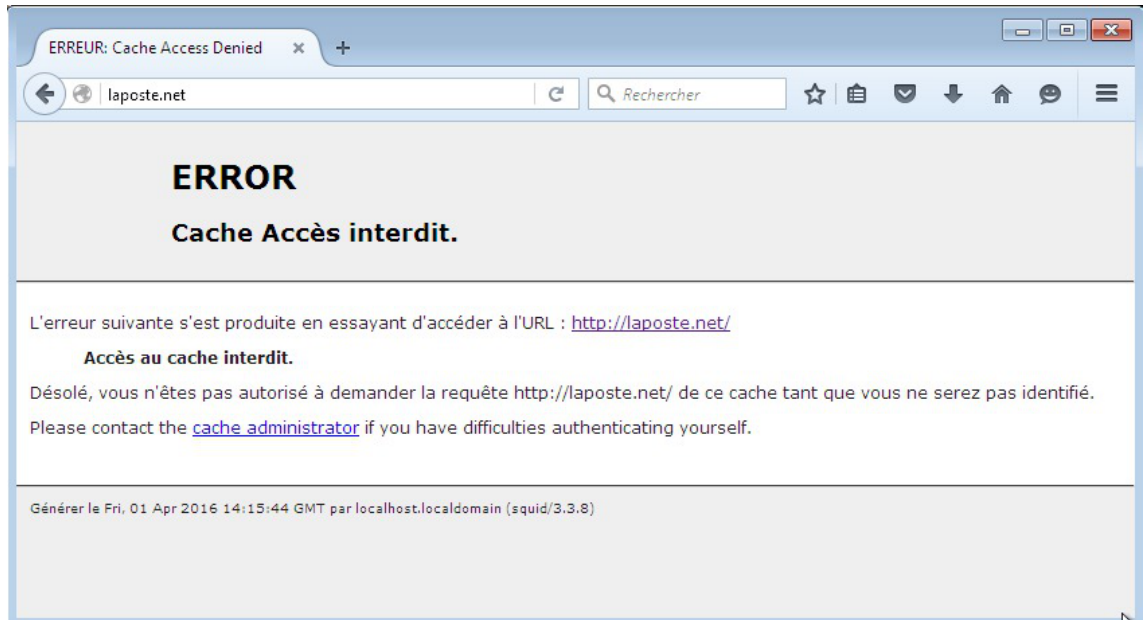 ERREUR: Cache Access Denied
laposte.net
Rechercher
ERROR
Cache Accès interdit.
L'erreur suivante s'est produite en essayant d'accéder à l'URL : http://laposte.net/
Accès au cache interdit.
Désolé, vous n'êtes pas autorisé à demander la requête http://laposte.net/ de ce cache tant que vous ne serez pas identifié.
Please contact the cache administrator if you have difficulties authenticating yourself.
Générer le Fri, 01 Apr 2016 14:15:44 GMT par localhost.localdomain (squid/3.3.8)